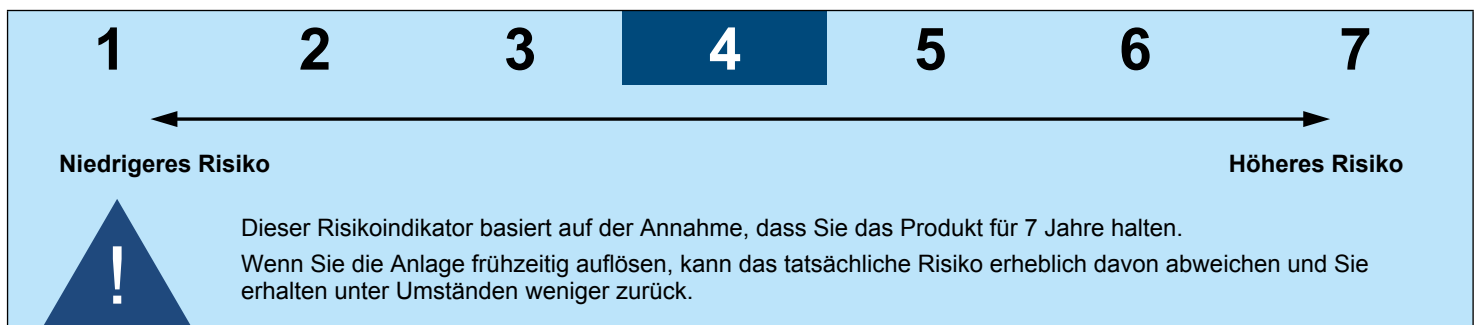 1 2 3 4 5 6 7
Niedrigeres Risiko Höheres Risiko
!
Dieser Risikoindikator basiert auf der Annahme, dass Sie das Produkt für 7 Jahre halten.
Wenn Sie die Anlage frühzeitig auflösen, kann das tatsächliche Risiko erheblich davon abweichen und Sie
erhalten unter Umständen weniger zurück.